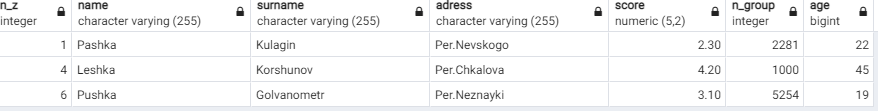 n_z name surname adress score n_group age
integer character varying (255) character varying (255) character varying (255) numeric (5,2) integer bigint
1 Pashka Kulagin Per.Nevskogo 2.30 2281 22
4 Leshka Korshunov Per.Chkalova 4.20 1000 45
6 Pushka Golvanometr Per.Neznayki 3.10 5254 19